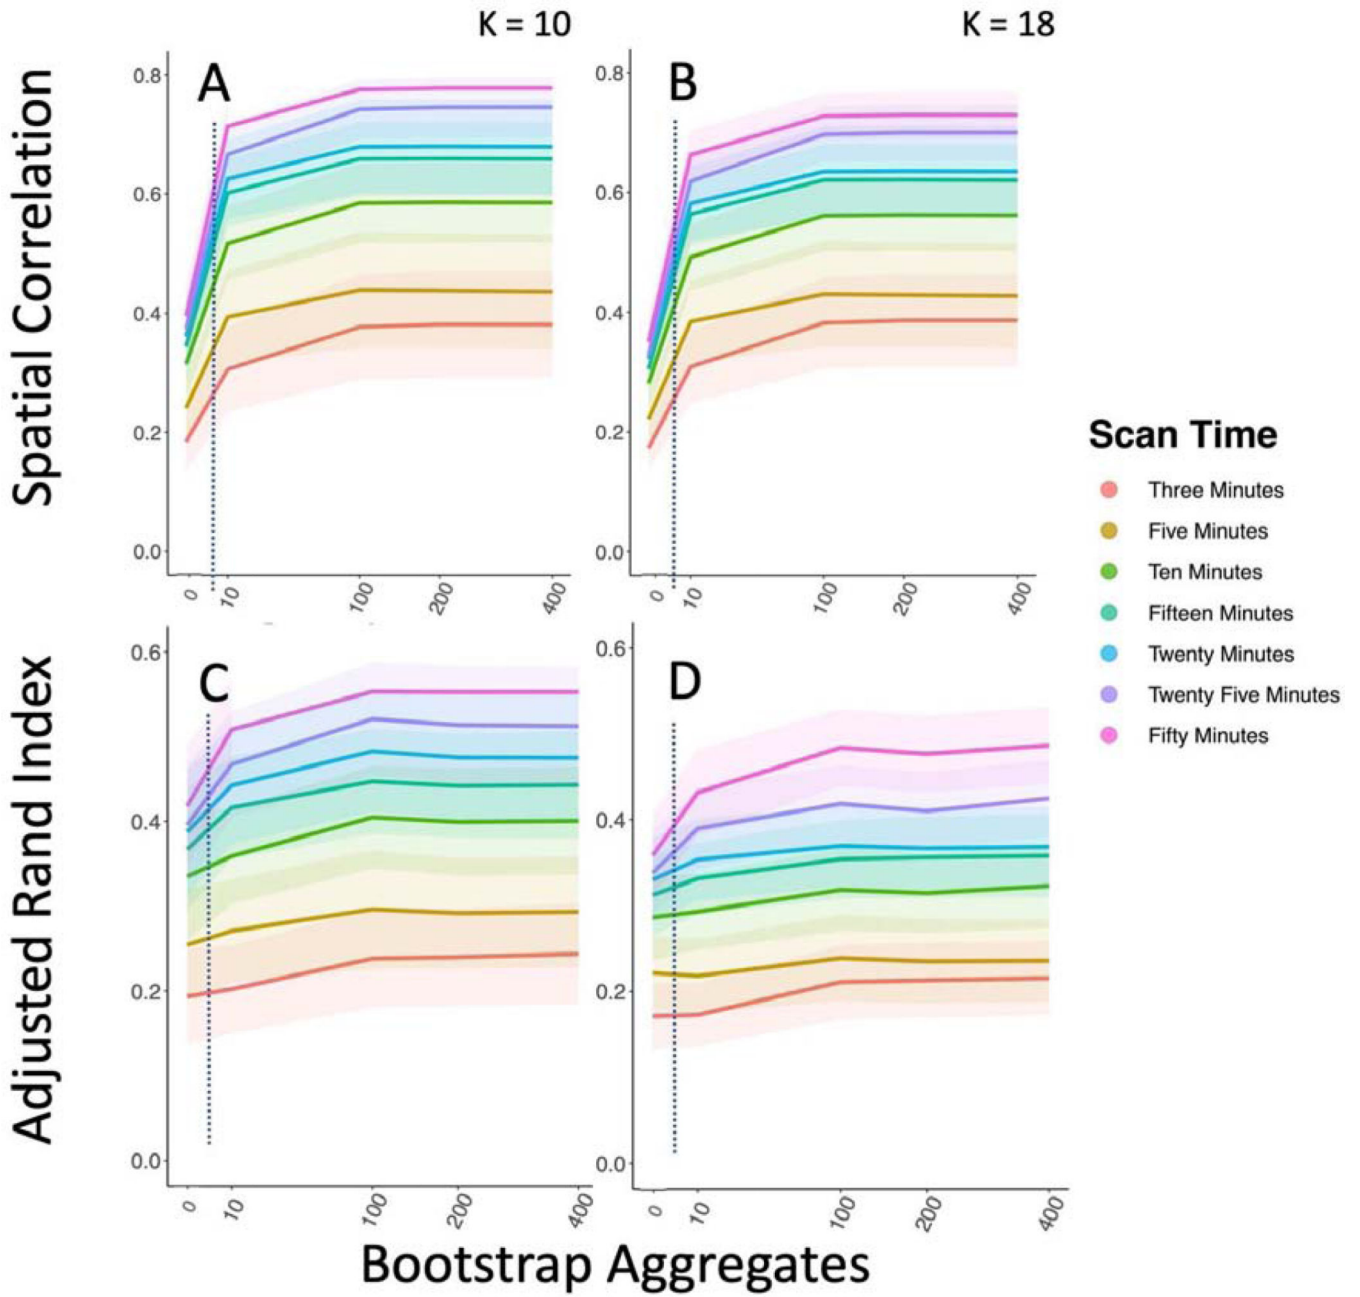 K = 10
K = 18
Spatial Correlation
A
0.8
0.6
0.4
0.2
0.0
0
10
100
200
400
B
0.8
0.6
0.4
0.2
0.0
0
10
100
200
400
Scan Time
Three Minutes
Five Minutes
Ten Minutes
Fifteen Minutes
Twenty Minutes
Twenty Five Minutes
Fifty Minutes
Adjusted Rand Index
C
0.6
0.4
0.2
0.0
0
10
100
200
400
D
0.6
0.4
0.2
0.0
0
10
100
200
400
Bootstrap Aggregates